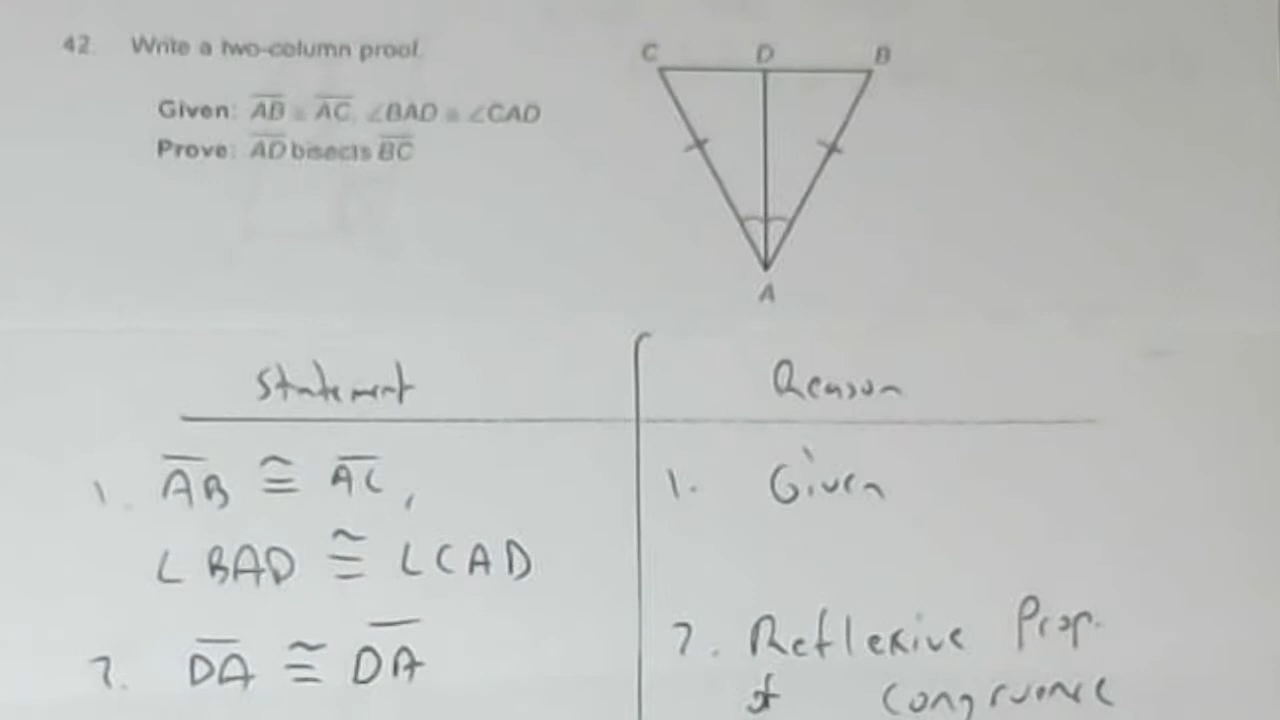 42. Write a two-column proof.
Given: AB ≅ AC, ∠BAD ≅ ∠CAD
Prove: AD bisects BC
C D B
A
Statement Reason
1. AB ≅ AC, 1. Given
∠BAD ≅ ∠CAD
2. DA ≅ DA 2. Reflexive Prop.
of congruence